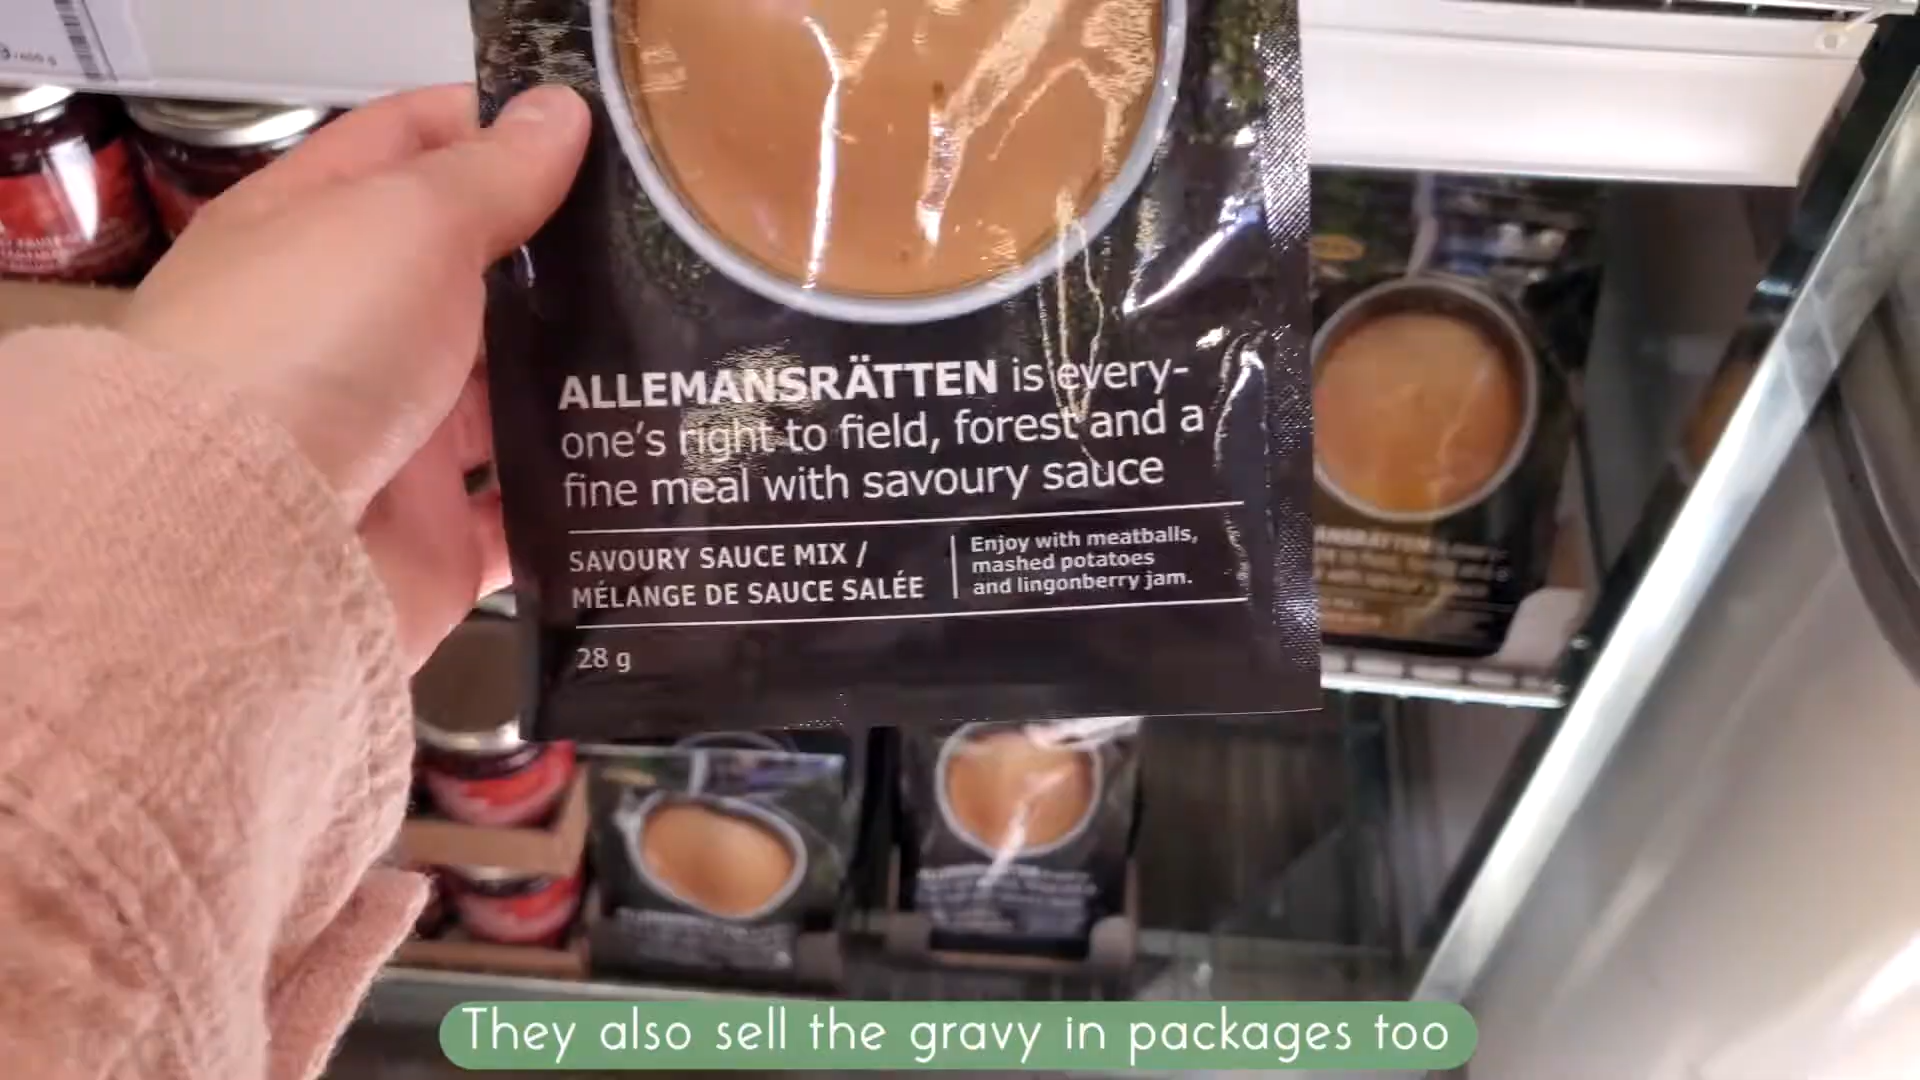 ALLEMANSRÄTTEN is every-
one's right to field, forest and a
fine meal with savoury sauce
SAVOURY SAUCE MIX /
MÉLANGE DE SAUCE SALÉE
Enjoy with meatballs,
mashed potatoes
and lingonberry jam.
28 g
They also sell the gravy in packages too